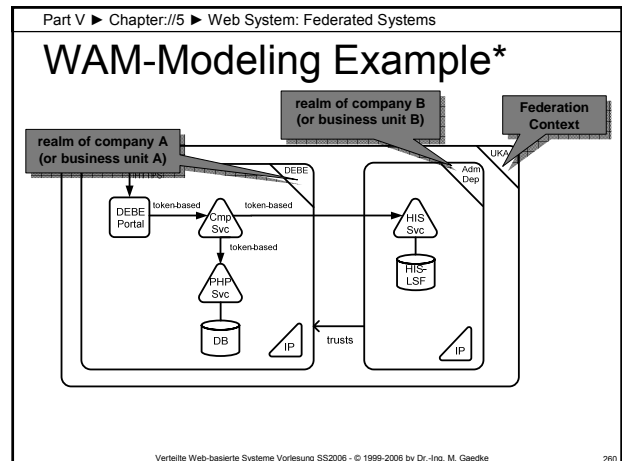 Part V ► Chapter://5 ► Web System: Federated Systems
WAM-Modeling Example*
realm of company B
(or business unit B)
Federation
Context
realm of company A
(or business unit A)
UKA
DEBE
Adm
Dep
HTTPS
DEBE
Portal
token-based
Cmp
Svc
token-based
HIS
Svc
token-based
HIS-
LSF
PHP
Svc
DB
IP
trusts
IP
Verteilte Web-basierte Systeme Vorlesung SS2006 - © 1999-2006 by Dr.-Ing. M. Gaedke
260